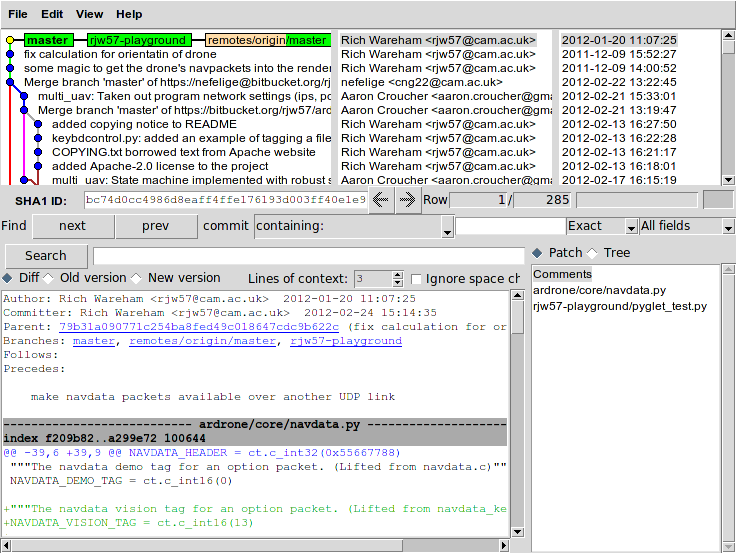 File Edit View Help
master rjw57-playground remotes/origin/master Rich Wareham <rjw57@cam.ac.uk> 2012-01-20 11:07:25
fix calculation for orientatin of drone Rich Wareham <rjw57@cam.ac.uk> 2011-12-09 15:52:27
some magic to get the drone's navpackets into the render Rich Wareham <rjw57@cam.ac.uk> 2011-12-09 14:00:52
Merge branch 'master' of https://nefelige@bitbucket.org/rj nefelige <cng22@cam.ac.uk> 2012-02-22 13:22:45
multi_uav: Taken out program network settings (ips, po Aaron Croucher <aaron.croucher@gma 2012-02-21 15:33:01
Merge branch 'master' of https://bitbucket.org/rjw57/ard Aaron Croucher <aaron.croucher@gma 2012-02-21 13:19:47
added copying notice to README Rich Wareham <rjw57@cam.ac.uk> 2012-02-13 16:27:50
keybdcontrol.py: added an example of tagging a file Rich Wareham <rjw57@cam.ac.uk> 2012-02-13 16:22:28
COPYING.txt borrowed text from Apache website Rich Wareham <rjw57@cam.ac.uk> 2012-02-13 16:21:17
added Apache-2.0 license to the project Rich Wareham <rjw57@cam.ac.uk> 2012-02-13 16:18:01
multi_uav: State machine implemented with robust s Aaron Croucher <aaron.croucher@gma 2012-02-17 16:15:19
SHA1 ID: bc74d0cc4986d8eaff4ffe176193d003ff40e1e9 Row 1 / 285
Find next prev commit containing: Exact All fields
Search Patch Tree
Diff Old version New version Lines of context: 3 Ignore space ch
Author: Rich Wareham <rjw57@cam.ac.uk> 2012-01-20 11:07:25
Committer: Rich Wareham <rjw57@cam.ac.uk> 2012-02-24 15:14:35
Parent: 79b31a090771c254ba8fed49c018647cdc9b622c (fix calculation for or
Branches: master, remotes/origin/master, rjw57-playground
Follows:
Precedes:
make navdata packets available over another UDP link
---------------------------- ardrone/core/navdata.py ----------------------
index f209b82..a299e72 100644
@@ -39,6 +39,9 @@ NAVDATA_HEADER = ct.c_int32(0x55667788)
"""The navdata demo tag for an option packet. (Lifted from navdata.c)""
NAVDATA_DEMO_TAG = ct.c_int16(0)
+"""The navdata vision tag for an option packet. (Lifted from navdata_ke
+NAVDATA_VISION_TAG = ct.c_int16(13)
Comments
ardrone/core/navdata.py
rjw57-playground/pyglet_test.py